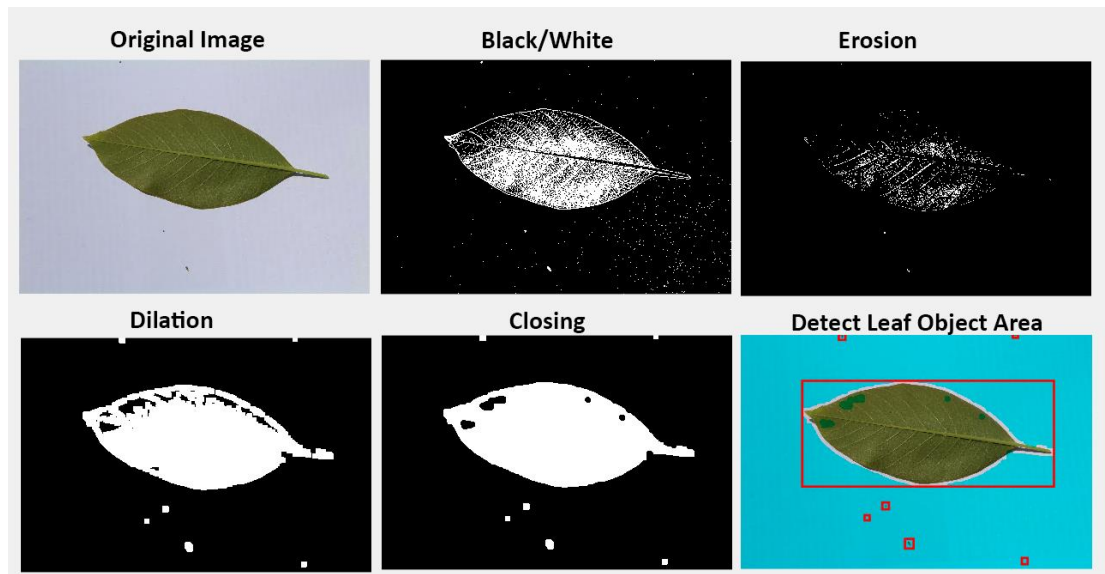 Original Image
Black/White
Erosion
Dilation
Closing
Detect Leaf Object Area